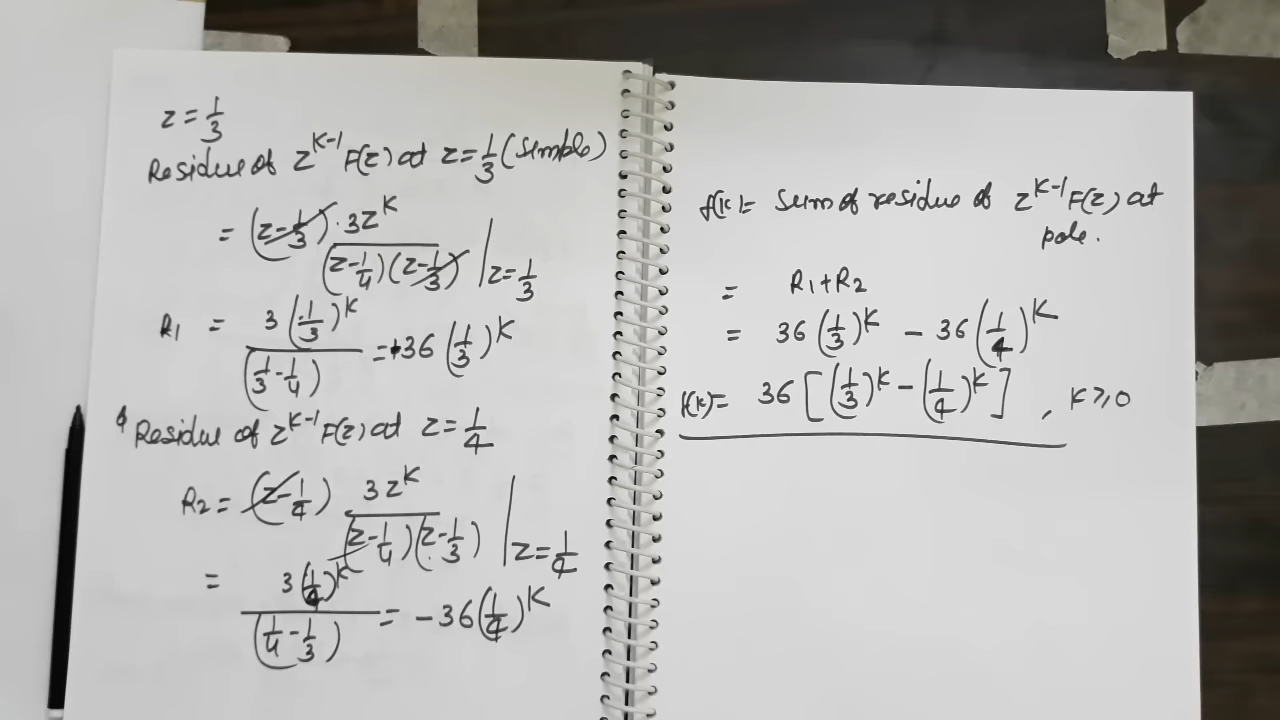 z = 1/3
Residue of z^(K-1) F(z) at z = 1/3 (Simple)
= (z - 1/3) · 3z^K / (z - 1/4)(z - 1/3) | z = 1/3
R1 = 3(1/3)^K / (1/3 - 1/4) = +36 (1/3)^K
& Residue of z^(K-1) F(z) at z = 1/4
R2 = (z - 1/4) · 3z^K / (z - 1/4)(z - 1/3) | z = 1/4
= 3(1/4)^K / (1/4 - 1/3) = -36 (1/4)^K
f(K) = Sum of residue of z^(K-1) F(z) at
pole.
= R1 + R2
= 36 (1/3)^K - 36 (1/4)^K
f(K) = 36 [(1/3)^K - (1/4)^K] , K ≥ 0